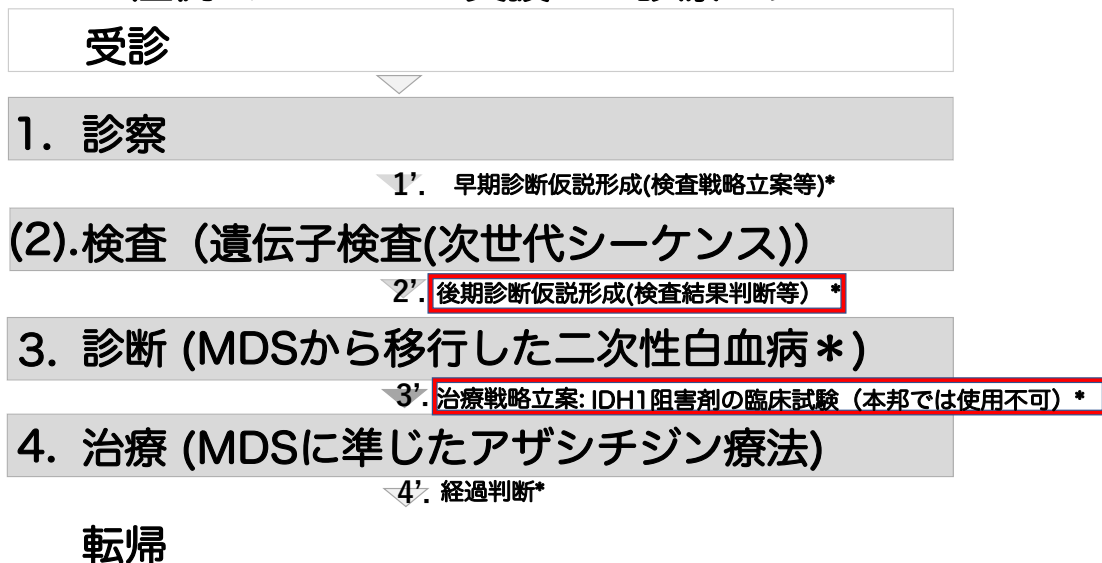 受診
1. 診察
1’. 早期診断仮説形成(検査戦略立案等)*
(2).検査（遺伝子検査(次世代シーケンス)）
2’. 後期診断仮説形成(検査結果判断等） *
3. 診断 (MDSから移行した二次性白血病＊)
3’. 治療戦略立案: IDH1阻害剤の臨床試験（本邦では使用不可）*
4. 治療 (MDSに準じたアザシチジン療法)
4’. 経過判断*
転帰